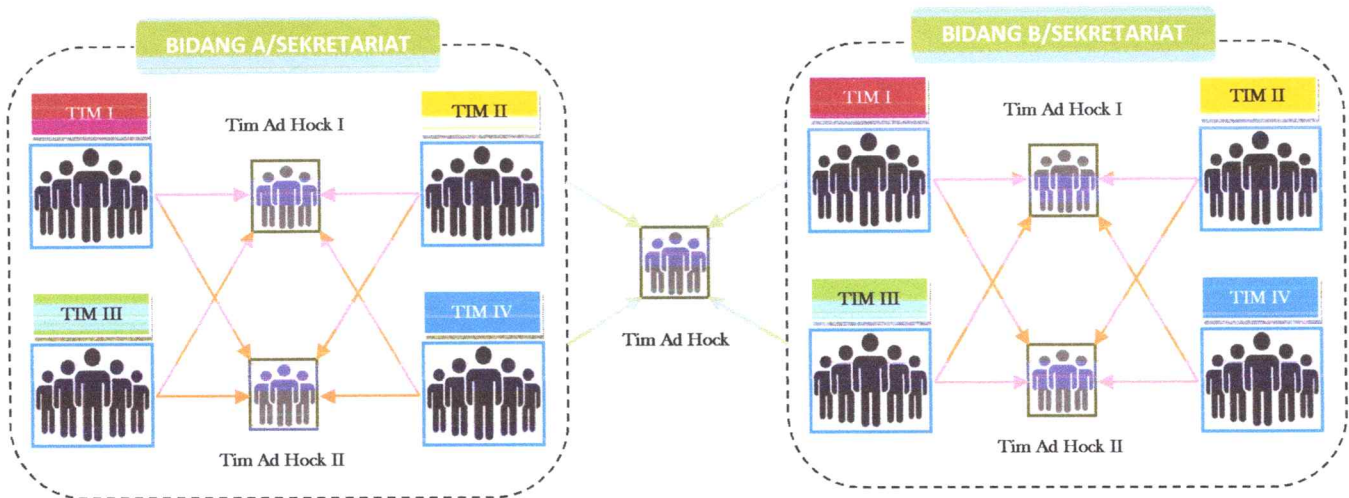 BIDANG A/SEKRETARIAT
TIM I
Tim Ad Hock I
TIM II
TIM III
TIM IV
Tim Ad Hock II
Tim Ad Hock
BIDANG B/SEKRETARIAT
TIM I
Tim Ad Hock I
TIM II
TIM III
TIM IV
Tim Ad Hock II